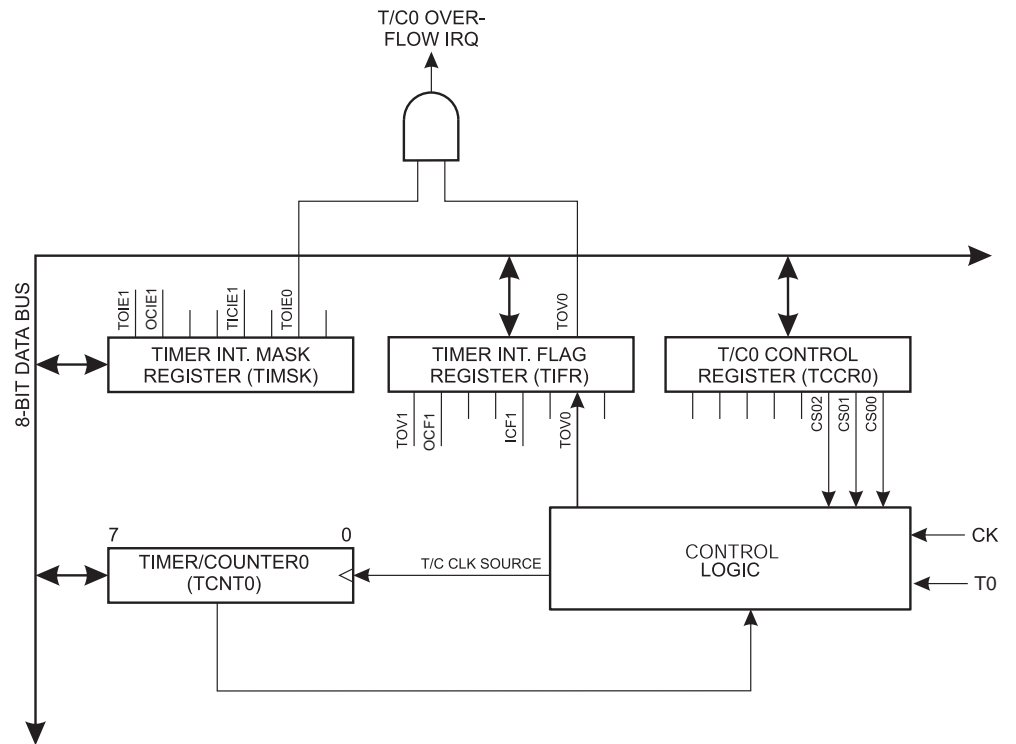 T/C0 OVER-
FLOW IRQ
8-BIT DATA BUS
TOIE1
OCIE1
TICIE1
TOIE0
TOV0
TIMER INT. MASK
REGISTER (TIMSK)
TIMER INT. FLAG
REGISTER (TIFR)
T/C0 CONTROL
REGISTER (TCCR0)
TOV1
OCF1
ICF1
TOV0
CS02
CS01
CS00
7
0
TIMER/COUNTER0
(TCNT0)
T/C CLK SOURCE
CONTROL
LOGIC
CK
T0